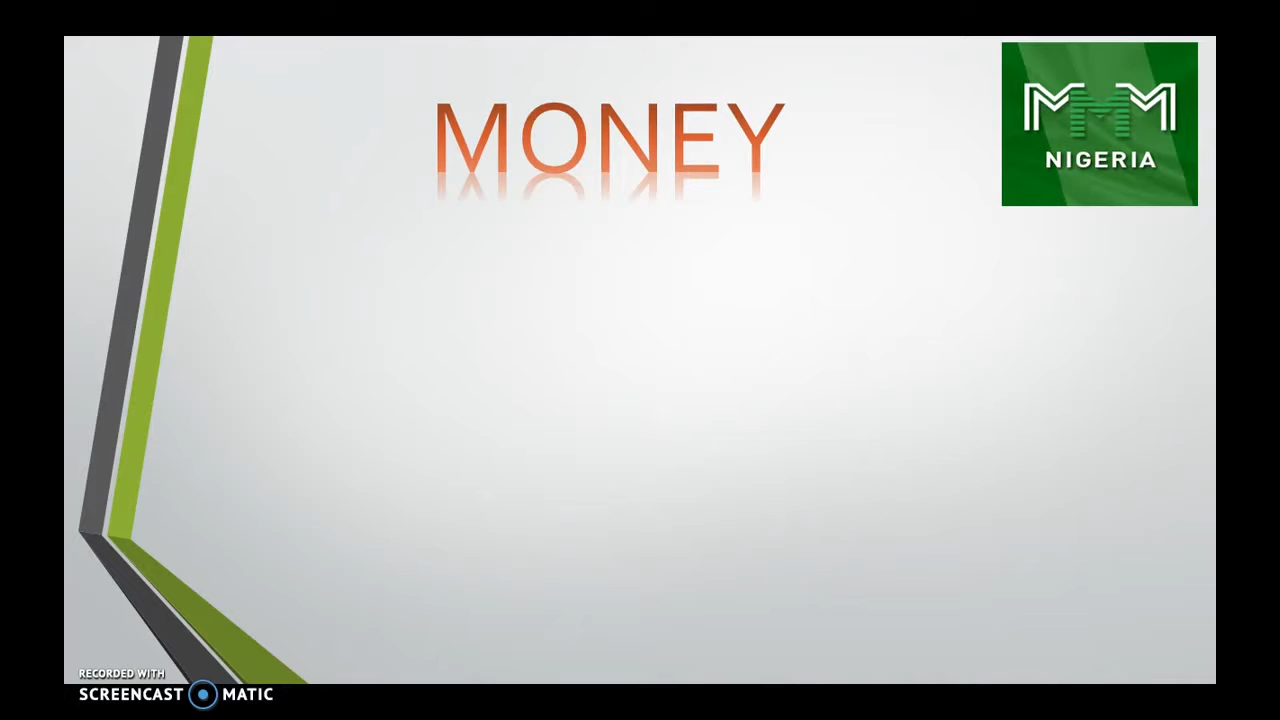 MONEY
MMM
NIGERIA
RECORDED WITH
SCREENCAST MATIC